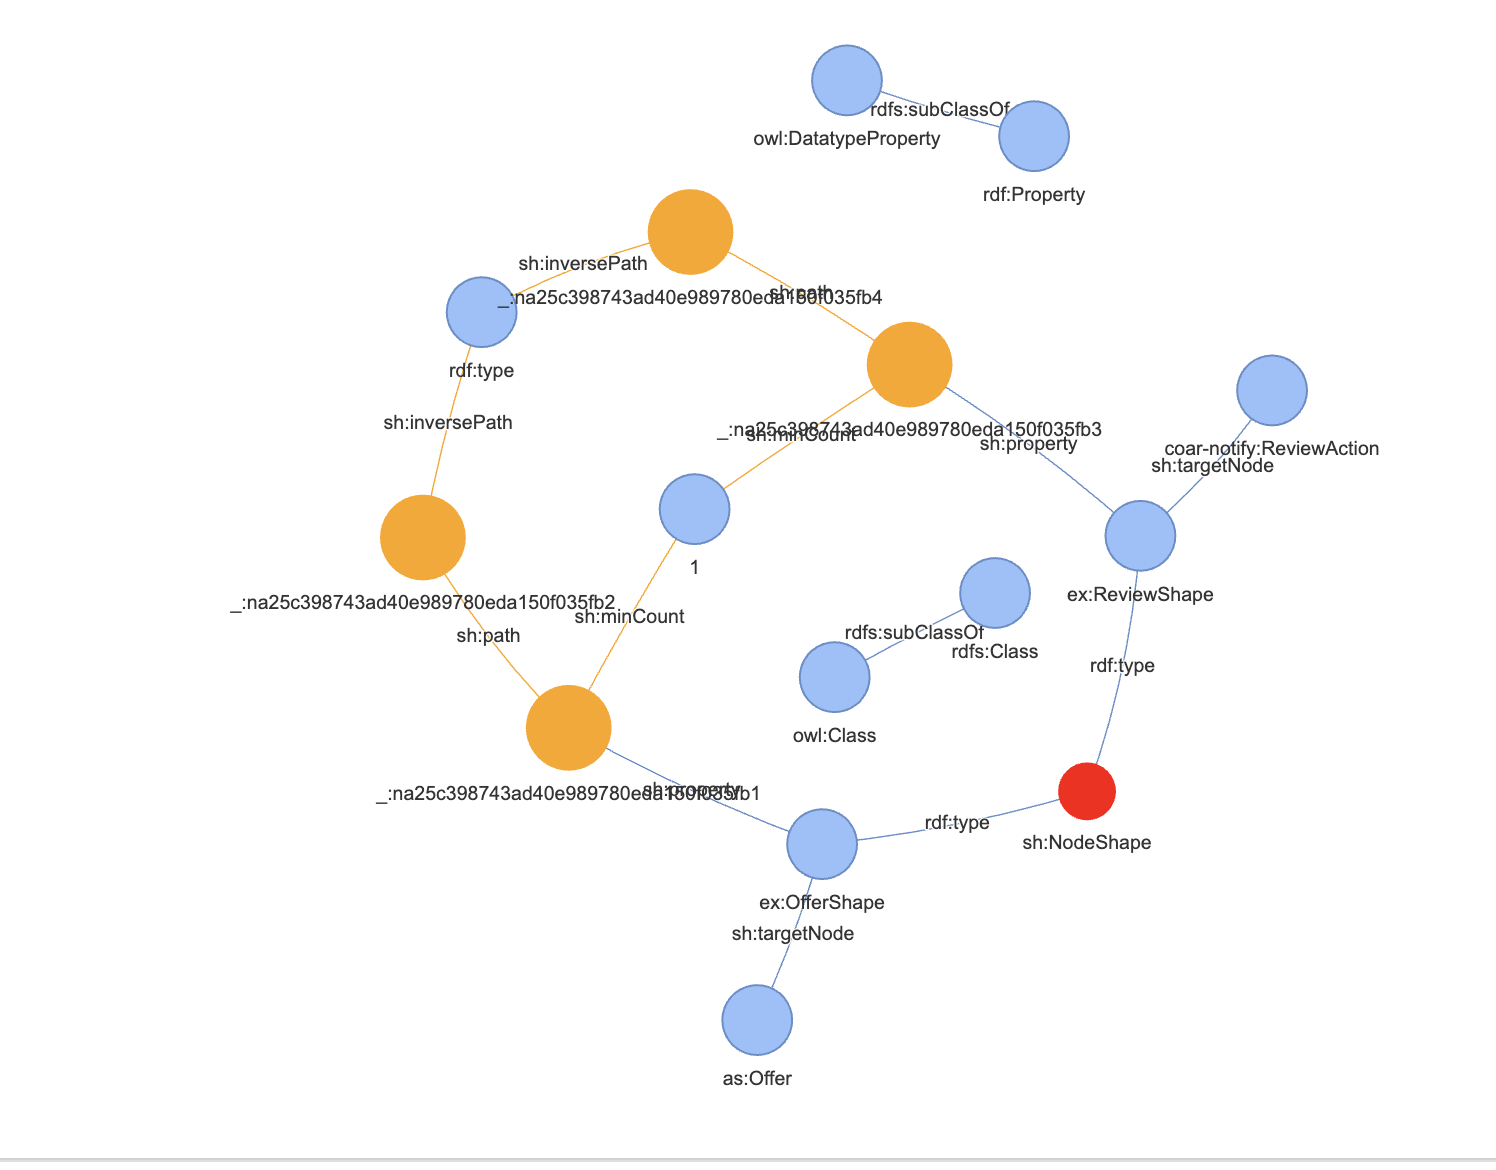 rdfs:subClassOf
owl:DatatypeProperty
rdf:Property
sh:inversePath
sh:path
_:na25c398743ad40e989780eda150f035fb4
rdf:type
sh:inversePath
_:na25c398743ad40e989780eda150f035fb3
sh:minCount
sh:property
coar-notify:ReviewAction
sh:targetNode
1
ex:ReviewShape
_:na25c398743ad40e989780eda150f035fb2
sh:minCount
sh:path
rdfs:subClassOf
rdfs:Class
rdf:type
owl:Class
sh:property
_:na25c398743ad40e989780eda150f035fb1
rdf:type
sh:NodeShape
ex:OfferShape
sh:targetNode
as:Offer